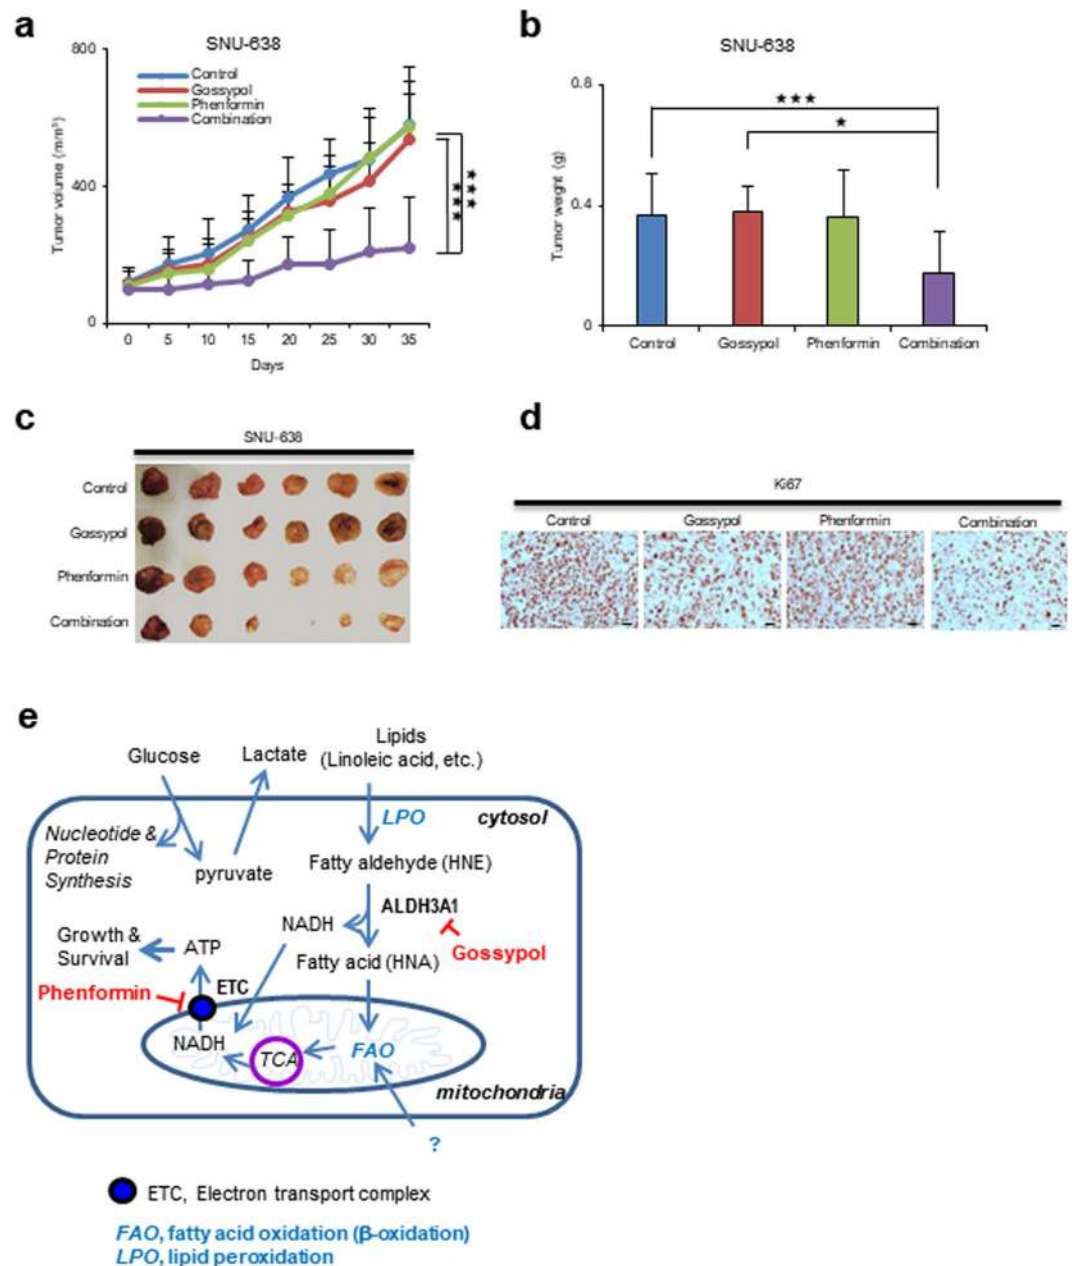 a
SNU-638
800
400
0
Tumor volume (mm³)
Control
Gossypol
Phenformin
Combination
***
***
0 5 10 15 20 25 30 35
Days
b
SNU-638
0.8
0.4
0
Tumor weight (g)
***
*
Control Gossypol Phenformin Combination
c
SNU-638
Control
Gossypol
Phenformin
Combination
d
Ki67
Control Gossypol Phenformin Combination
e
Glucose
Lactate
Lipids
(Linoleic acid, etc.)
LPO
cytosol
Nucleotide &
Protein
Synthesis
pyruvate
Fatty aldehyde (HNE)
ALDH3A1
NADH
Gossypol
Growth &
Survival
ATP
Fatty acid (HNA)
Phenformin
ETC
NADH
TCA
FAO
mitochondria
?
ETC, Electron transport complex
FAO, fatty acid oxidation (β-oxidation)
LPO, lipid peroxidation